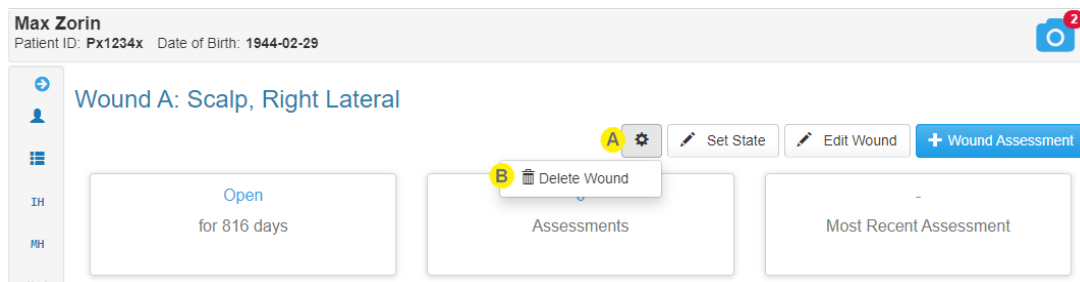 Max Zorin
Patient ID: Px1234x Date of Birth: 1944-02-29
2
Wound A: Scalp, Right Lateral
A Set State Edit Wound + Wound Assessment
B Delete Wound
IH
MH
Open
for 816 days
Assessments
-
Most Recent Assessment